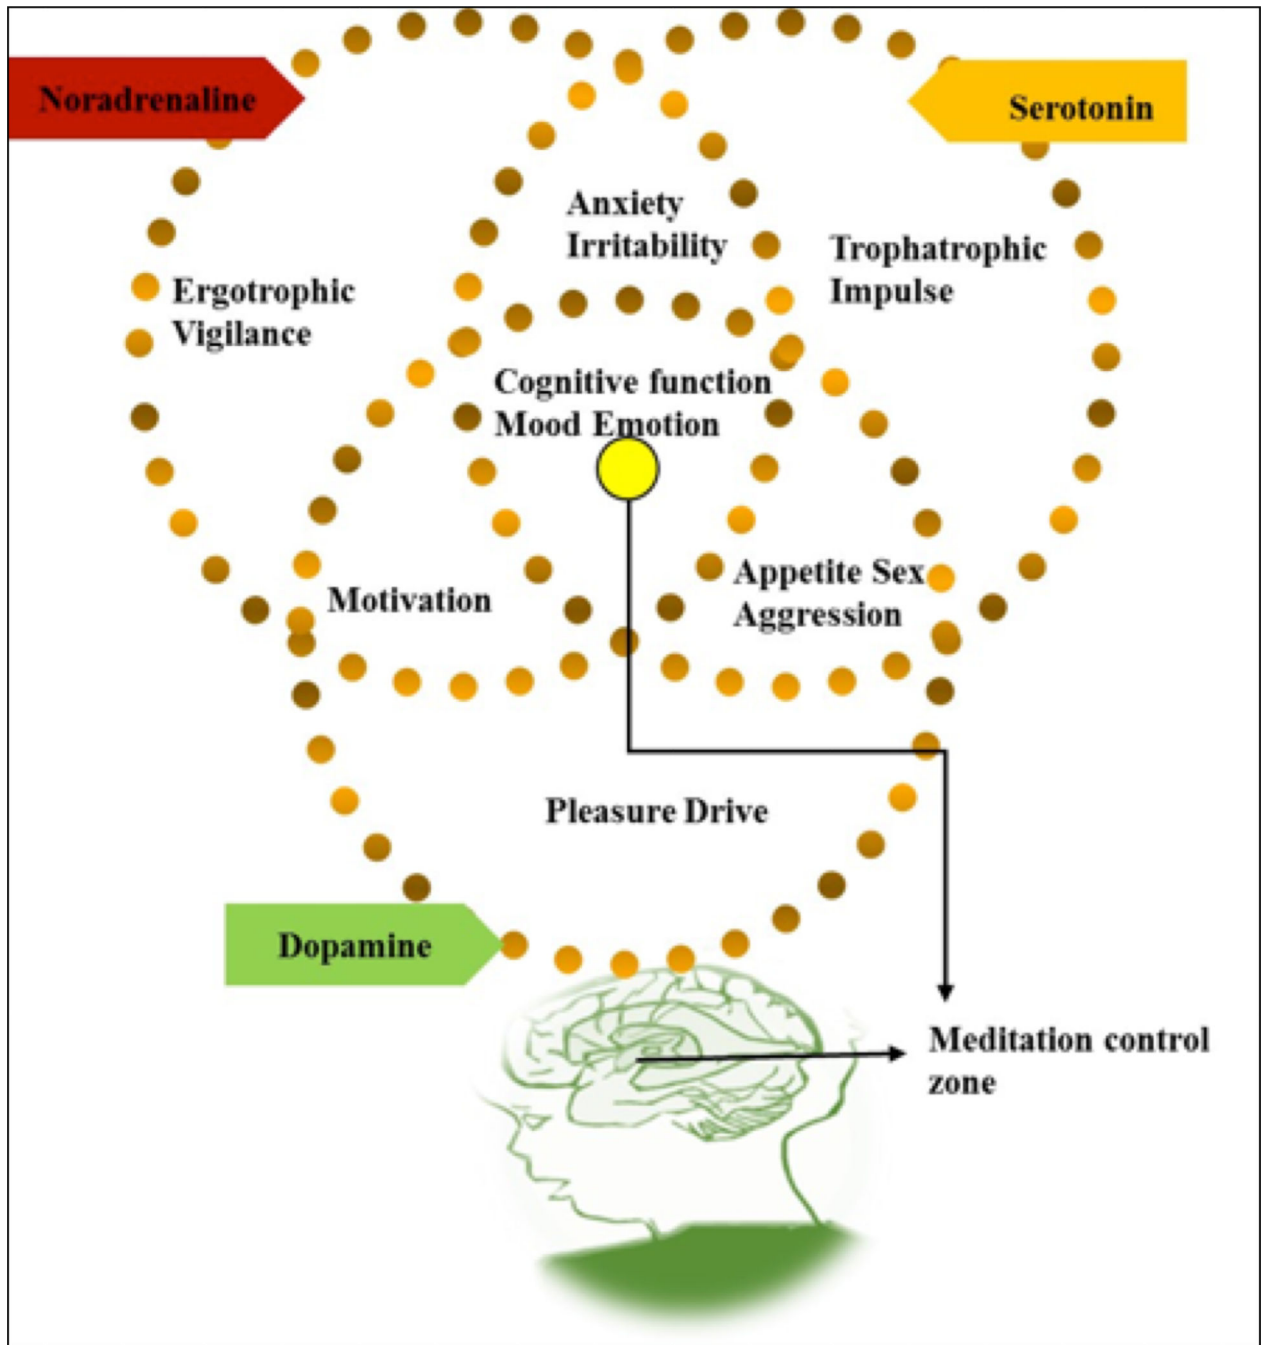 Noradrenaline
Serotonin
Anxiety
Irritability
Trophatrophic
Impulse
Ergotrophic
Vigilance
Cognitive function
Mood Emotion
Motivation
Appetite Sex
Aggression
Pleasure Drive
Dopamine
Meditation control
zone